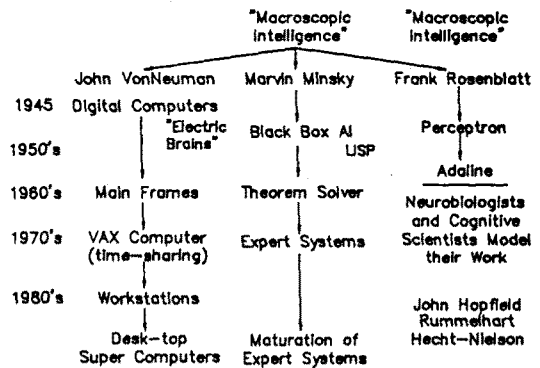 "Macroscopic Intelligence"
"Macroscopic Intelligence"
John VonNeuman
Marvin Minsky
Frank Rosenblatt
1945
Digital Computers
"Electric Brains"
Black Box AI
LISP
Perceptron
1950's
Adaline
1960's
Main Frames
Theorem Solver
Neurobiologists
and Cognitive
Scientists Model
their Work
1970's
VAX Computer
(time-sharing)
Expert Systems
1980's
Workstations
John Hopfield
Rummelhart
Hecht-Nielson
Desk-top
Super Computers
Maturation of
Expert Systems